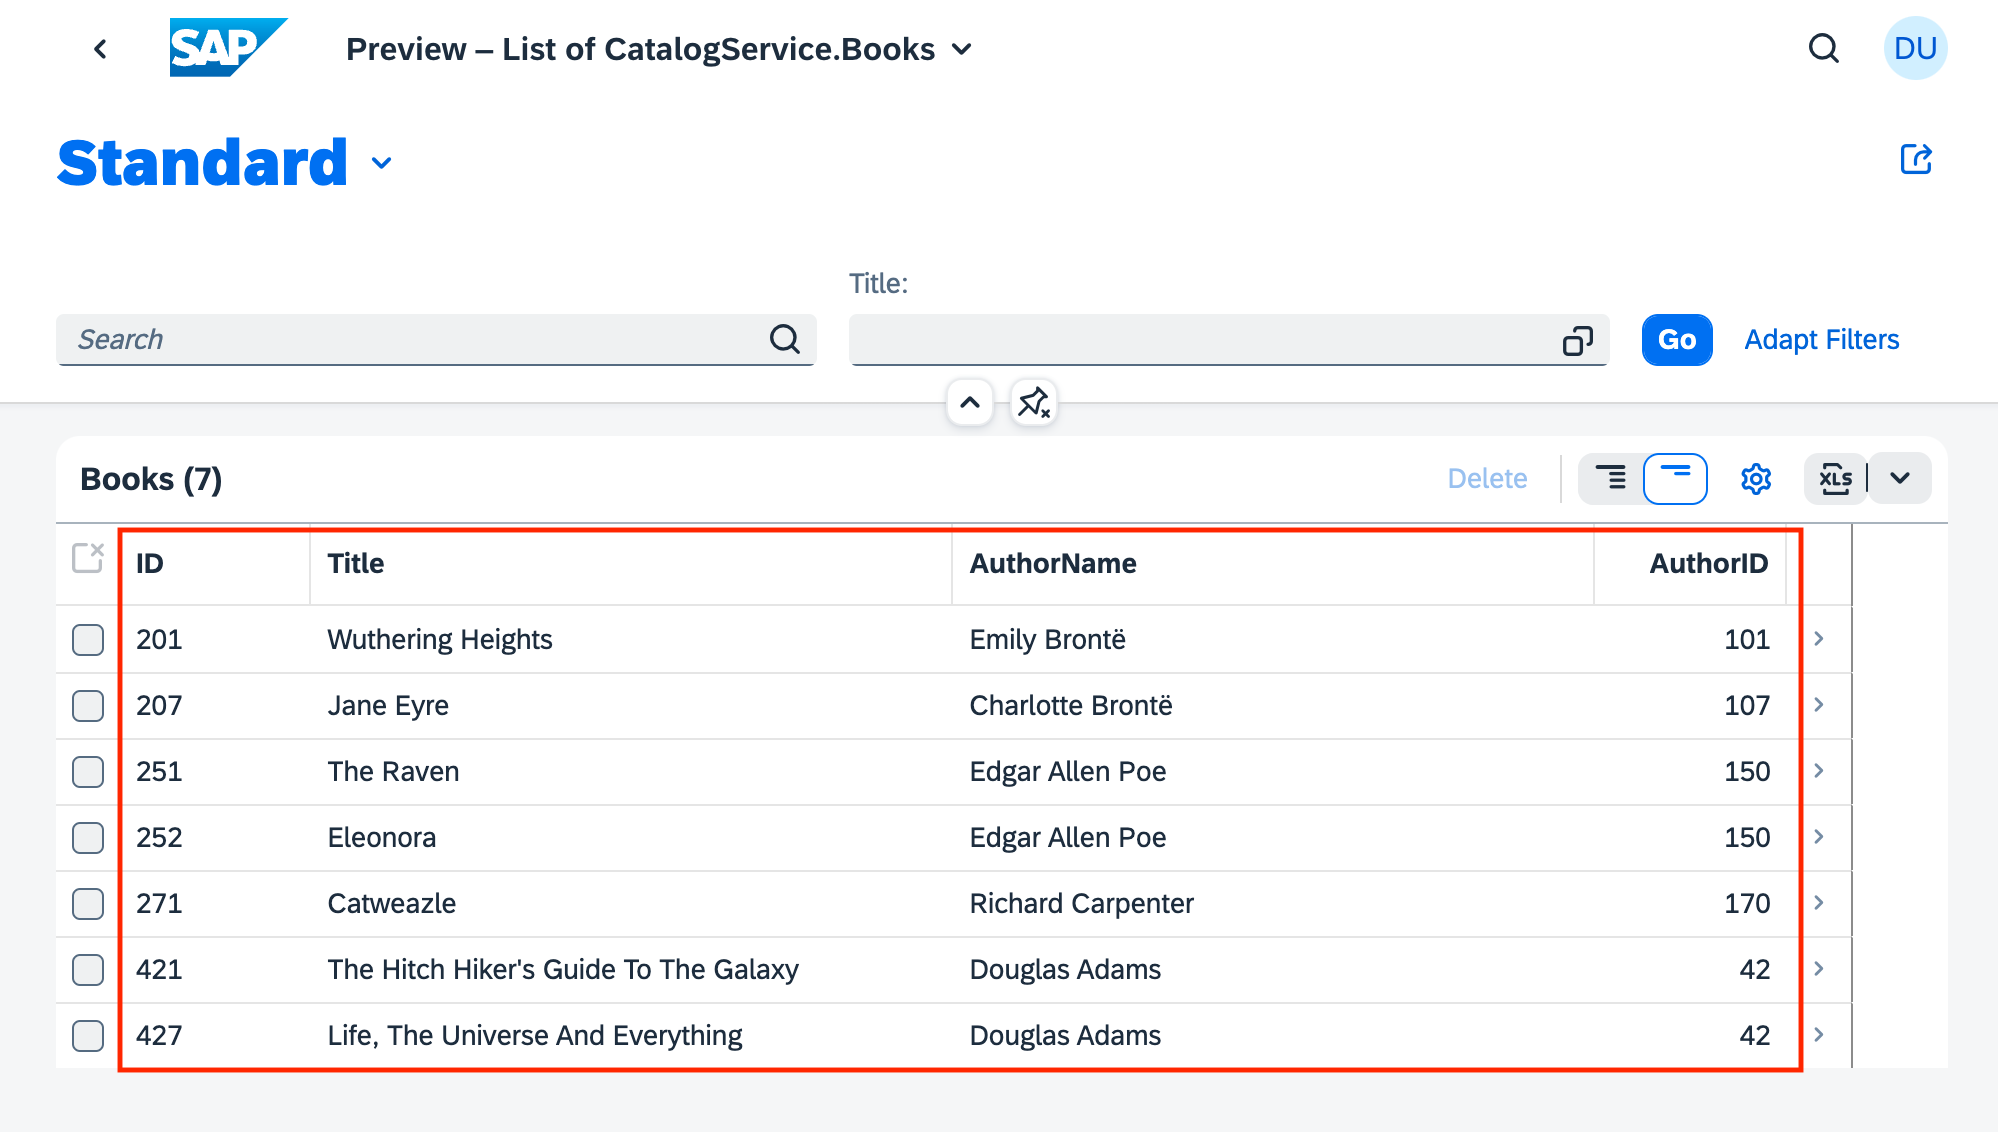 SAP Preview – List of CatalogService.Books DU
Standard
Title:
Search Go Adapt Filters
Books (7) Delete XLS
ID Title AuthorName AuthorID
201 Wuthering Heights Emily Brontë 101
207 Jane Eyre Charlotte Brontë 107
251 The Raven Edgar Allen Poe 150
252 Eleonora Edgar Allen Poe 150
271 Catweazle Richard Carpenter 170
421 The Hitch Hiker's Guide To The Galaxy Douglas Adams 42
427 Life, The Universe And Everything Douglas Adams 42